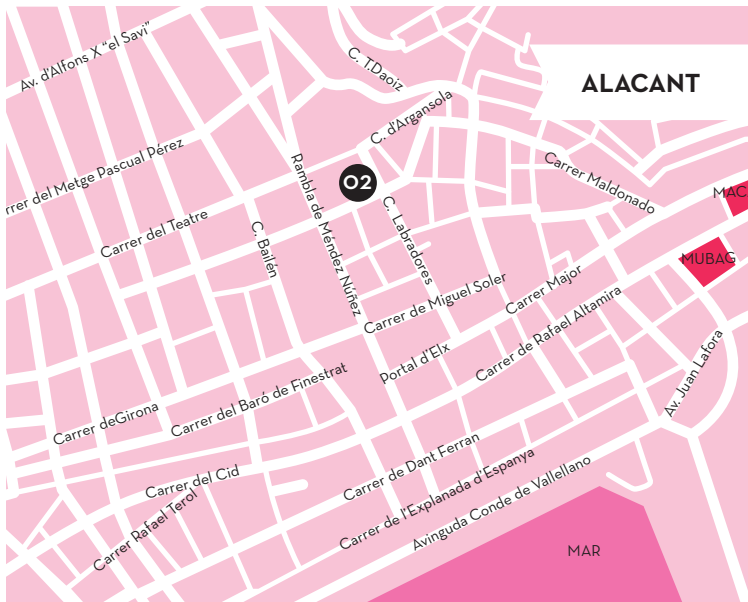 Av. d'Alfons X "el Savi"
C. T.Daoiz
ALACANT
C. d'Argansola
rrer del Metge Pascual Pérez
Carrer Maldonado
Rambla de Méndez Núñez
02
MAC
Carrer del Teatre
C. Labradores
C. Bailén
MUBAG
Carrer de Miguel Soler
Carrer Major
Carrer de Rafael Altamira
Portal d'Elx
Av. Juan Lafora
Carrer del Baró de Finestrat
Carrer deGirona
Carrer de Dant Ferran
Carrer del Cid
Carrer de l'Explanada d'Espanya
Carrer Rafael Terol
Avinguda Conde de Vallellano
MAR